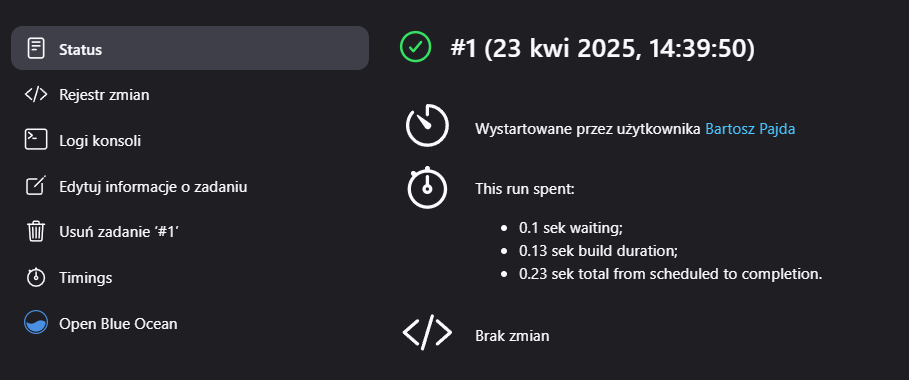 Status
Rejestr zmian
Logi konsoli
Edytuj informacje o zadaniu
Usuń zadanie ‘#1’
Timings
Open Blue Ocean
#1 (23 kwi 2025, 14:39:50)
Wystartowane przez użytkownika Bartosz Pajda
This run spent:
• 0.1 sek waiting;
• 0.13 sek build duration;
• 0.23 sek total from scheduled to completion.
Brak zmian